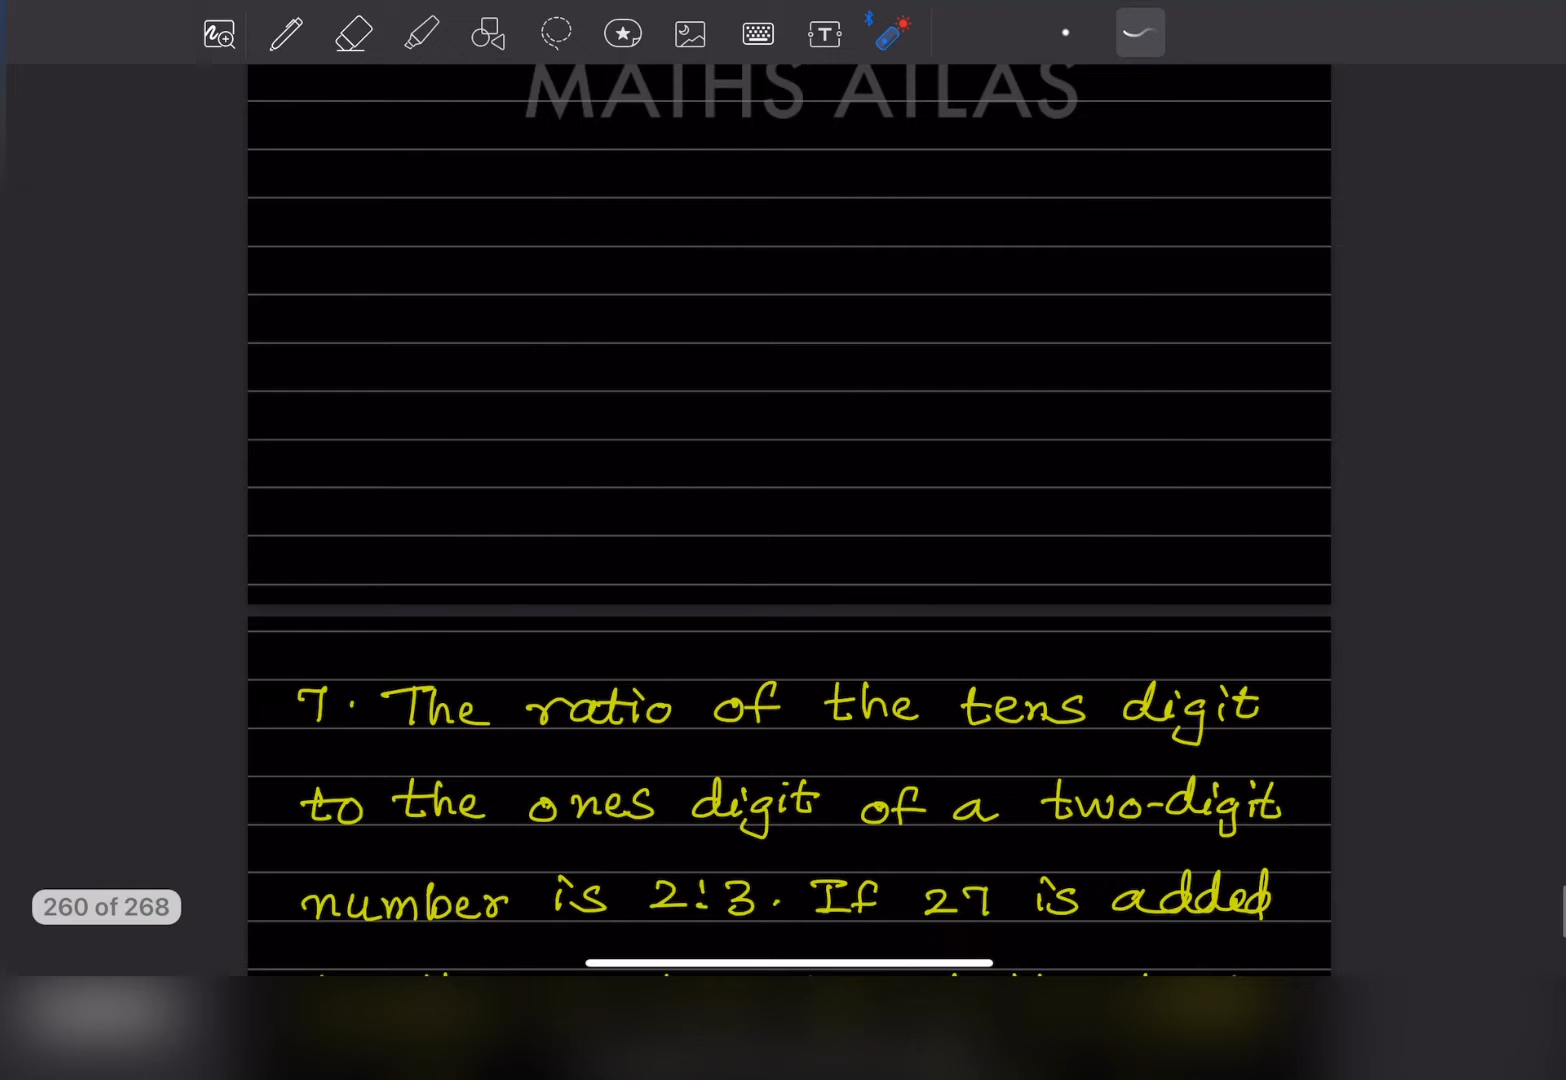 MATHS ATLAS
7. The ratio of the tens digit
to the ones digit of a two-digit
number is 2:3. If 27 is added
260 of 268